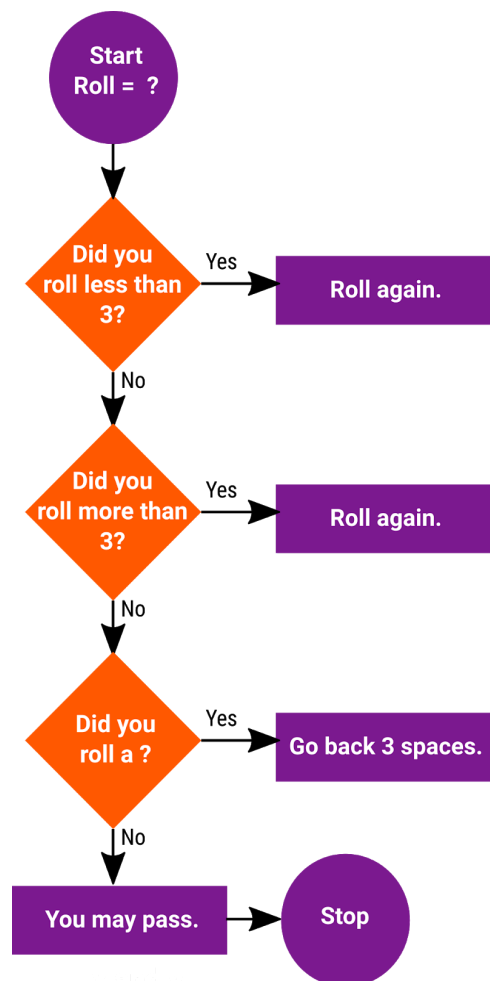 Start
Roll =  ?
Did you
roll less than
3?
Yes
Roll again.
No
Did you
roll more than
3?
Yes
Roll again.
No
Did you
roll a ?
Yes
Go back 3 spaces.
No
You may pass.
Stop